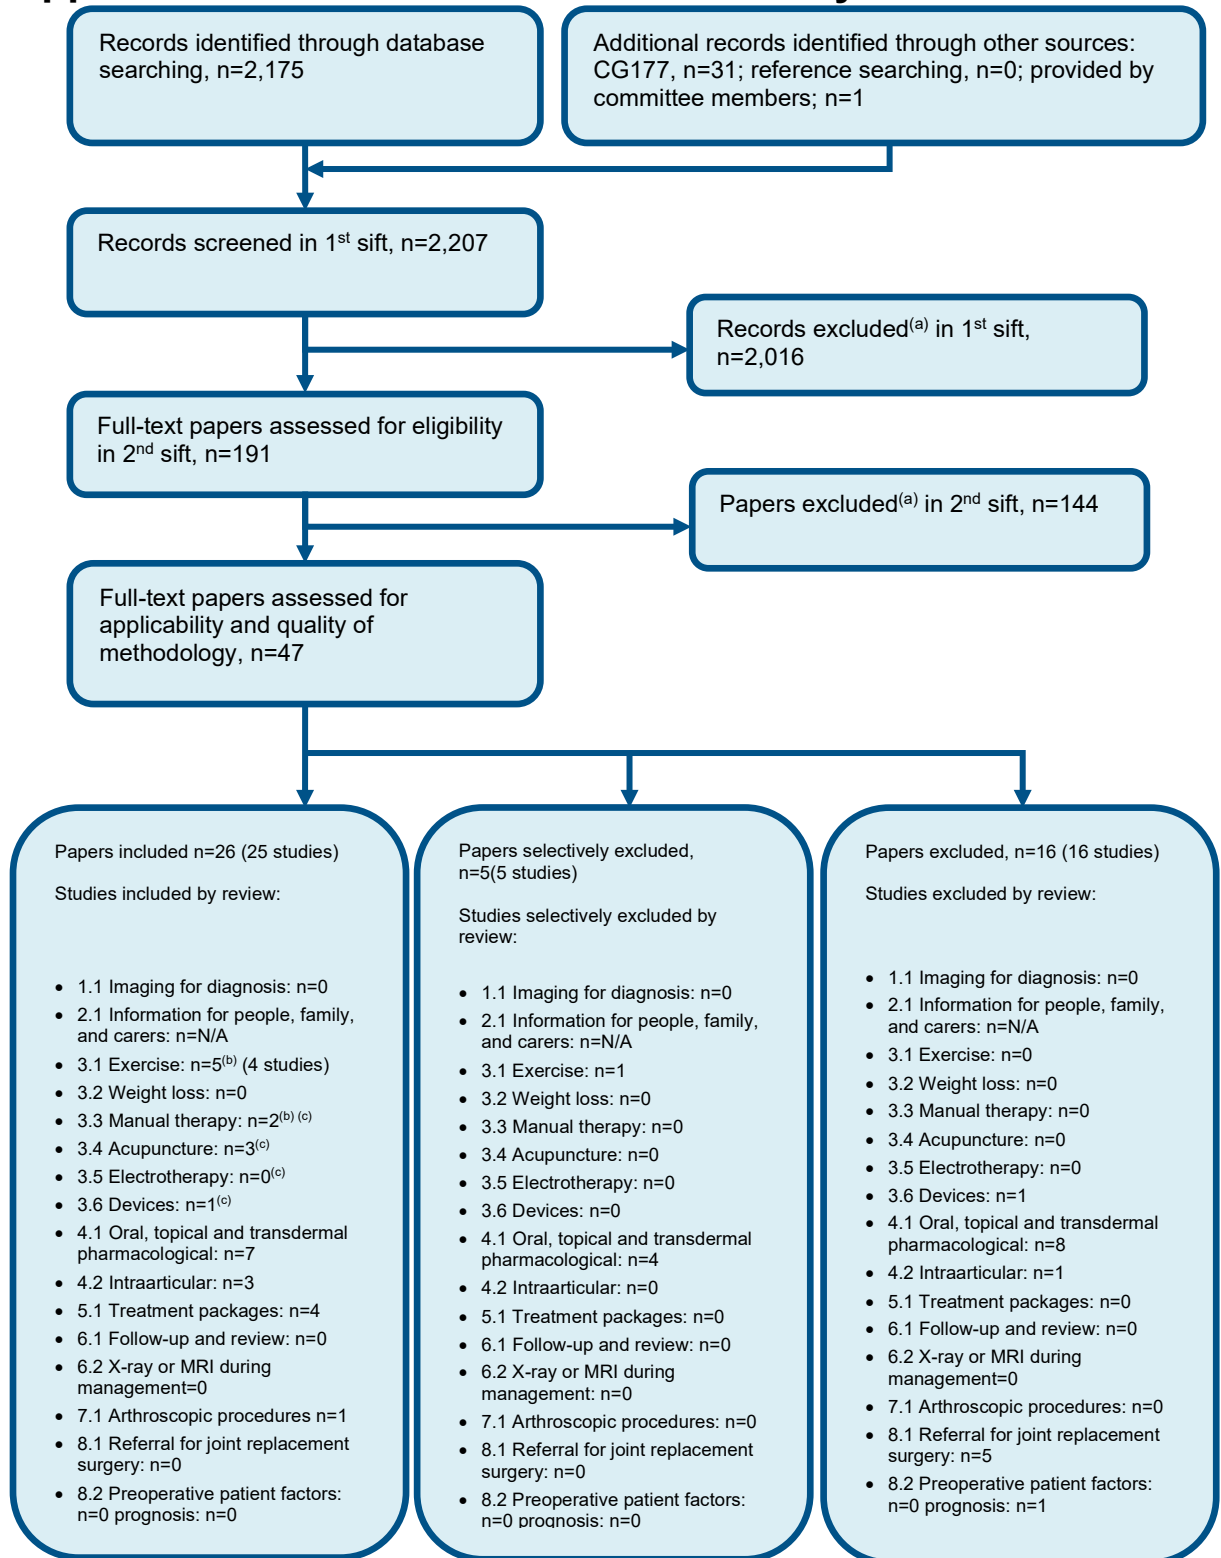 Records identified through database
searching, n=2,175
Additional records identified through other sources:
CG177, n=31; reference searching, n=0; provided by
committee members; n=1
Records screened in 1st sift, n=2,207
Records excluded(a) in 1st sift,
n=2,016
Full-text papers assessed for eligibility
in 2nd sift, n=191
Papers excluded(a) in 2nd sift, n=144
Full-text papers assessed for
applicability and quality of
methodology, n=47
Papers included n=26 (25 studies)
Studies included by review:
• 1.1 Imaging for diagnosis: n=0
• 2.1 Information for people, family,
and carers: n=N/A
• 3.1 Exercise: n=5(b) (4 studies)
• 3.2 Weight loss: n=0
• 3.3 Manual therapy: n=2(b) (c)
• 3.4 Acupuncture: n=3(c)
• 3.5 Electrotherapy: n=0(c)
• 3.6 Devices: n=1(c)
• 4.1 Oral, topical and transdermal
pharmacological: n=7
• 4.2 Intraarticular: n=3
• 5.1 Treatment packages: n=4
• 6.1 Follow-up and review: n=0
• 6.2 X-ray or MRI during
management=0
• 7.1 Arthroscopic procedures n=1
• 8.1 Referral for joint replacement
surgery: n=0
• 8.2 Preoperative patient factors:
n=0 prognosis: n=0
Papers selectively excluded,
n=5(5 studies)
Studies selectively excluded by
review:
• 1.1 Imaging for diagnosis: n=0
• 2.1 Information for people, family,
and carers: n=N/A
• 3.1 Exercise: n=1
• 3.2 Weight loss: n=0
• 3.3 Manual therapy: n=0
• 3.4 Acupuncture: n=0
• 3.5 Electrotherapy: n=0
• 3.6 Devices: n=0
• 4.1 Oral, topical and transdermal
pharmacological: n=4
• 4.2 Intraarticular: n=0
• 5.1 Treatment packages: n=0
• 6.1 Follow-up and review: n=0
• 6.2 X-ray or MRI during
management: n=0
• 7.1 Arthroscopic procedures: n=0
• 8.1 Referral for joint replacement
surgery: n=0
• 8.2 Preoperative patient factors:
n=0 prognosis: n=0
Papers excluded, n=16 (16 studies)
Studies excluded by review:
• 1.1 Imaging for diagnosis: n=0
• 2.1 Information for people, family,
and carers: n=N/A
• 3.1 Exercise: n=0
• 3.2 Weight loss: n=0
• 3.3 Manual therapy: n=0
• 3.4 Acupuncture: n=0
• 3.5 Electrotherapy: n=0
• 3.6 Devices: n=1
• 4.1 Oral, topical and transdermal
pharmacological: n=8
• 4.2 Intraarticular: n=1
• 5.1 Treatment packages: n=0
• 6.1 Follow-up and review: n=0
• 6.2 X-ray or MRI during
management=0
• 7.1 Arthroscopic procedures: n=0
• 8.1 Referral for joint replacement
surgery: n=5
• 8.2 Preoperative patient factors:
n=0 prognosis: n=1